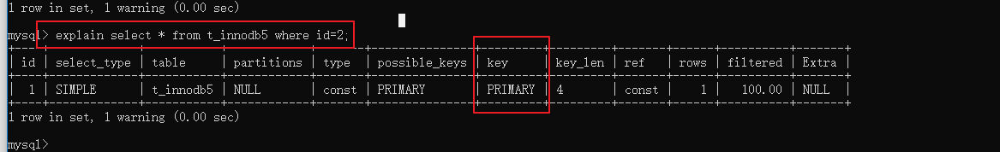 1 row in set, 1 warning (0.00 sec)
mysql> explain select * from t_innodb5 where id=2;
+----+-------------+-----------+------------+-------+---------------+---------+---------+-------+------+----------+-------+
| id | select_type | table     | partitions | type  | possible_keys | key     | key_len | ref   | rows | filtered | Extra |
+----+-------------+-----------+------------+-------+---------------+---------+---------+-------+------+----------+-------+
|  1 | SIMPLE      | t_innodb5 | NULL       | const | PRIMARY       | PRIMARY | 4       | const |    1 |   100.00 | NULL  |
+----+-------------+-----------+------------+-------+---------------+---------+---------+-------+------+----------+-------+
1 row in set, 1 warning (0.00 sec)
mysql>